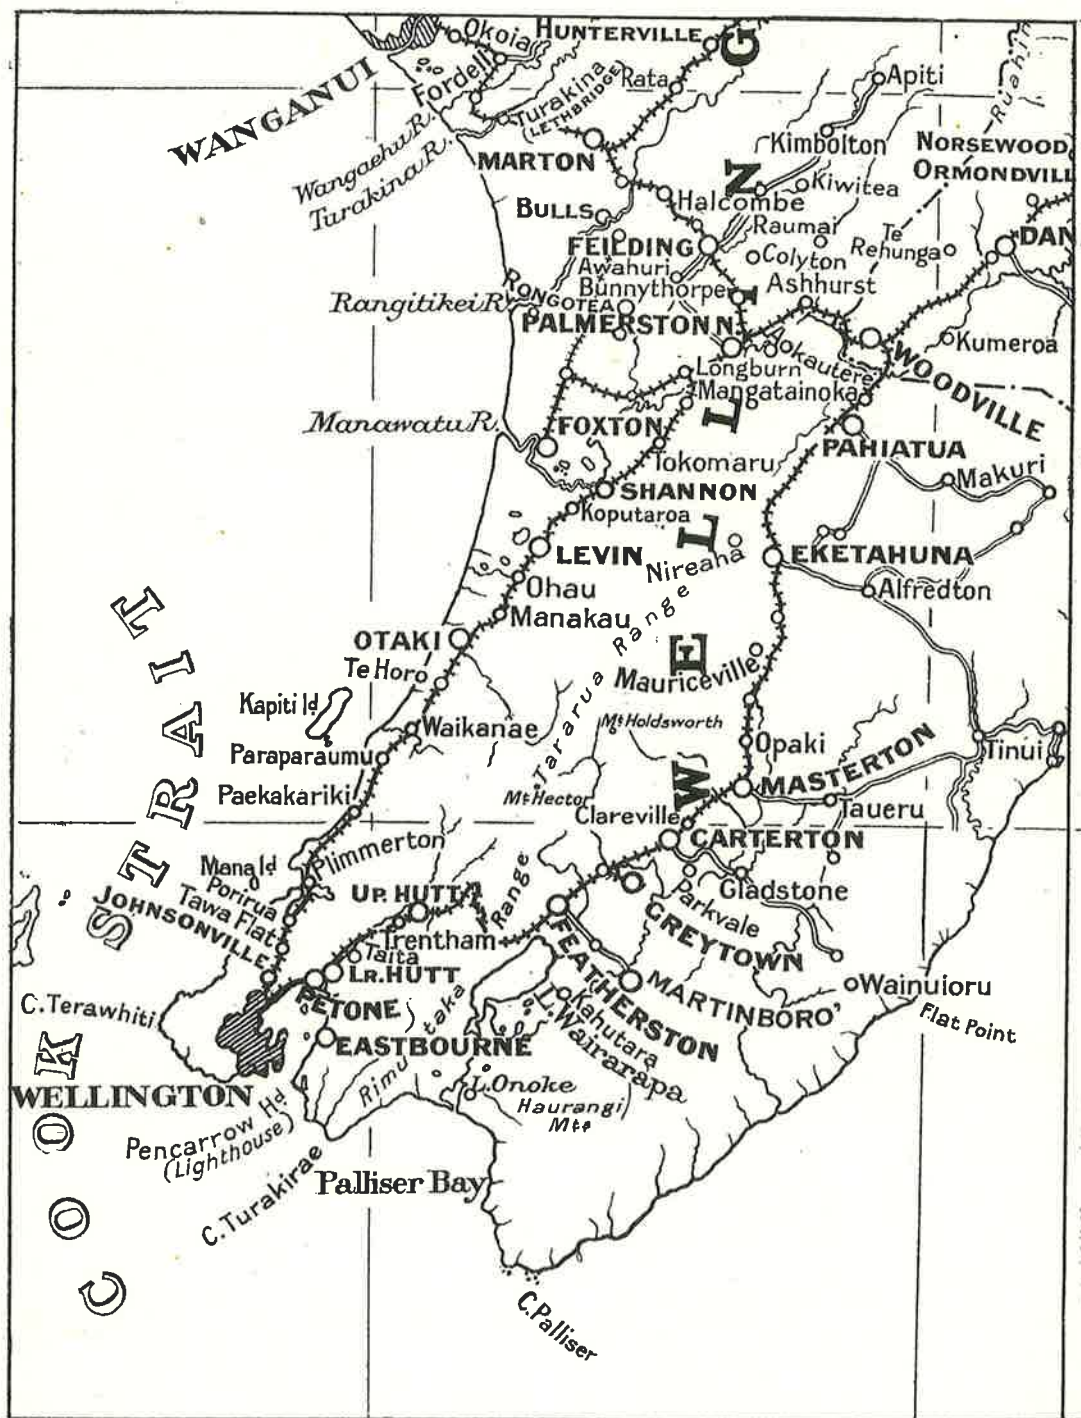 HUNTERVILLE
Okoia
Fordell
WANGANUI
Rata
Apiti
Turakina
(LETHBRIDGE)
Wangaehu R.
Turakina R.
MARTON
Kimbolton
NORSEWOOD
ORMONDVILL
Ruahin
Kiwitea
Halcombe
BULLS
Raumai
Te Rehunga
DAN
FEILDING
Colyton
Awahuri
Bunnythorpe
Ashhurst
Rangitikei R.
RONGOTEA
PALMERSTON N.
Aokautere
WOODVILLE
Kumeroa
Longburn
Mangatainoka
Manawatu R.
FOXTON
PAHIATUA
Tokomaru
Makuri
SHANNON
Koputaroa
LEVIN
Nireaha
EKETAHUNA
Ohau
Alfredton
Manakau
OTAKI
Te Horo
Mauriceville
Tararua Range
Kapiti Id
Waikanae
Mt Holdsworth
Paraparaumu
Opaki
Tinui
MASTERTON
Paekakariki
Mt Hector
Clareville
Taueru
CARTERTON
Plimmerton
Mana Id
Porirua
Tawa Flat
JOHNSONVILLE
UP. HUTT
Trentham
Taita
LR. HUTT
PETONE
Parkvale
Gladstone
GREYTOWN
FEATHERSTON
MARTINBORO'
Wainuioru
Flat Point
C. Terawhiti
EASTBOURNE
Kahutara
L. Wairarapa
Rimutaka Range
WELLINGTON
L. Onoke
Haurangi
Mts
Pencarrow Hd
(Lighthouse)
C. Turakirae
Palliser Bay
C. Palliser
COOK STRAIT
WELLING